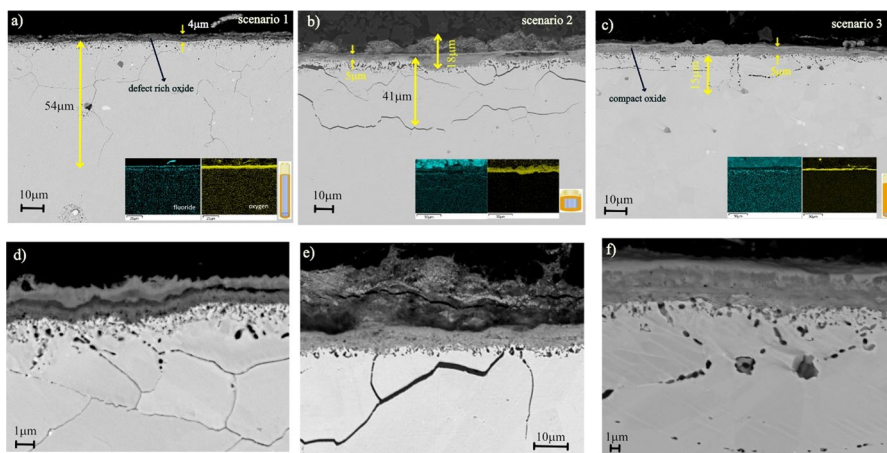 a)
4µm
scenario 1
defect rich oxide
54µm
10µm
fluoride
oxygen
b)
scenario 2
18µm
5µm
41µm
10µm
c)
scenario 3
5µm
15µm
compact oxide
10µm
d)
1µm
e)
10µm
f)
1µm